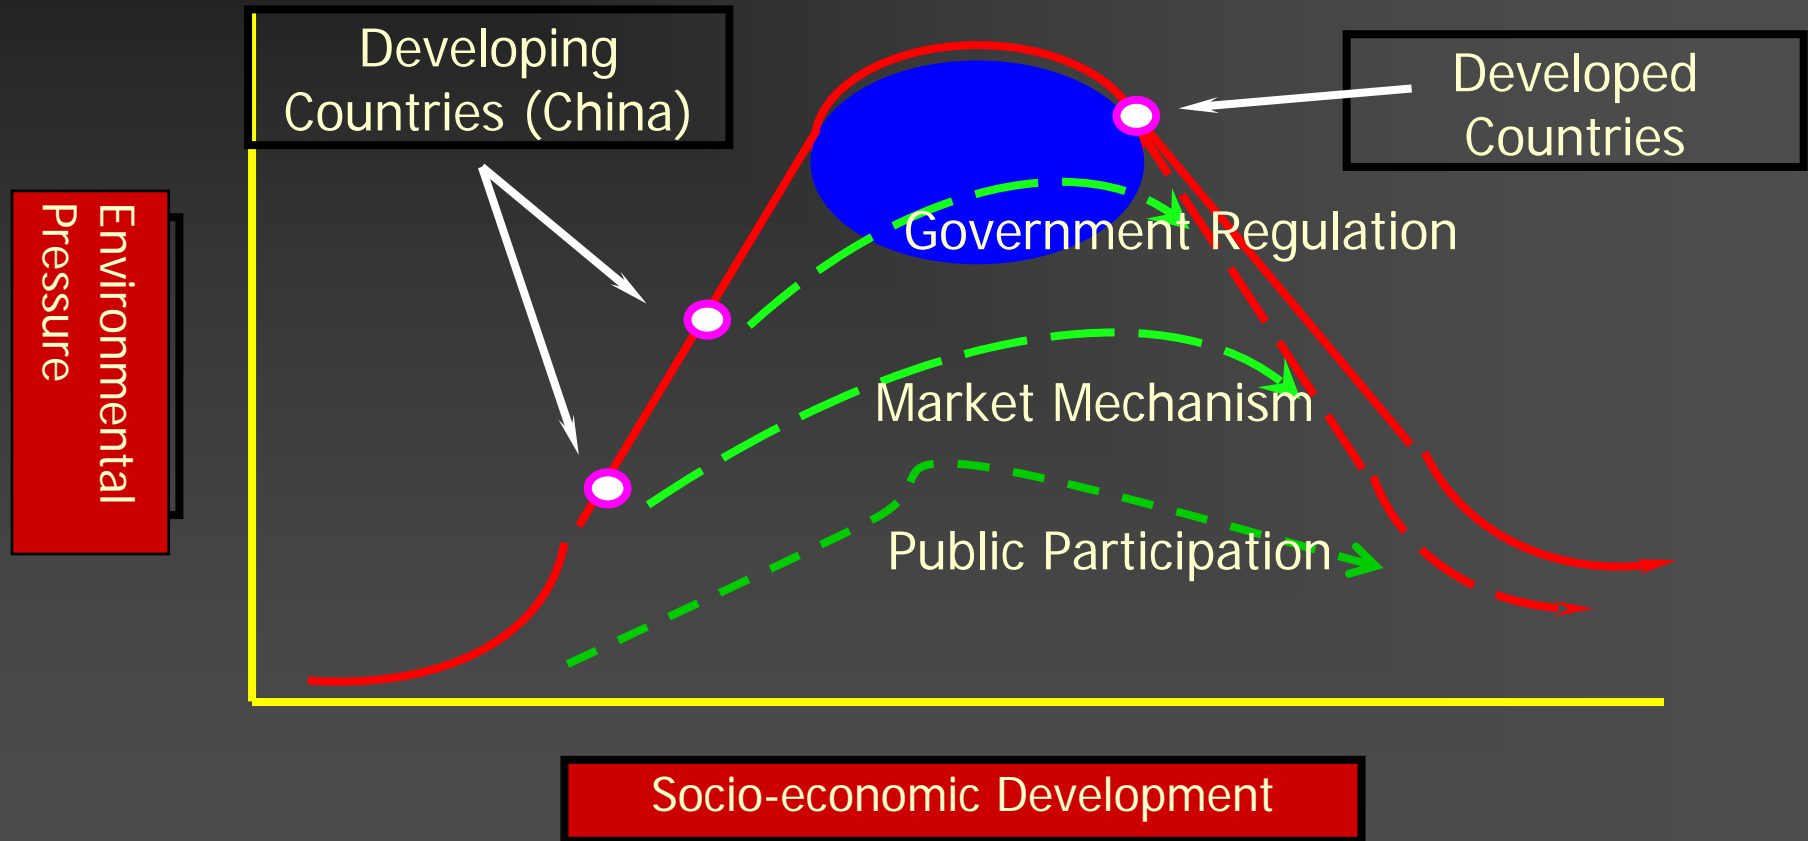 Developing
Countries (China)
Developed
Countries
Environmental
Pressure
Government Regulation
Market Mechanism
Public Participation
Socio-economic Development